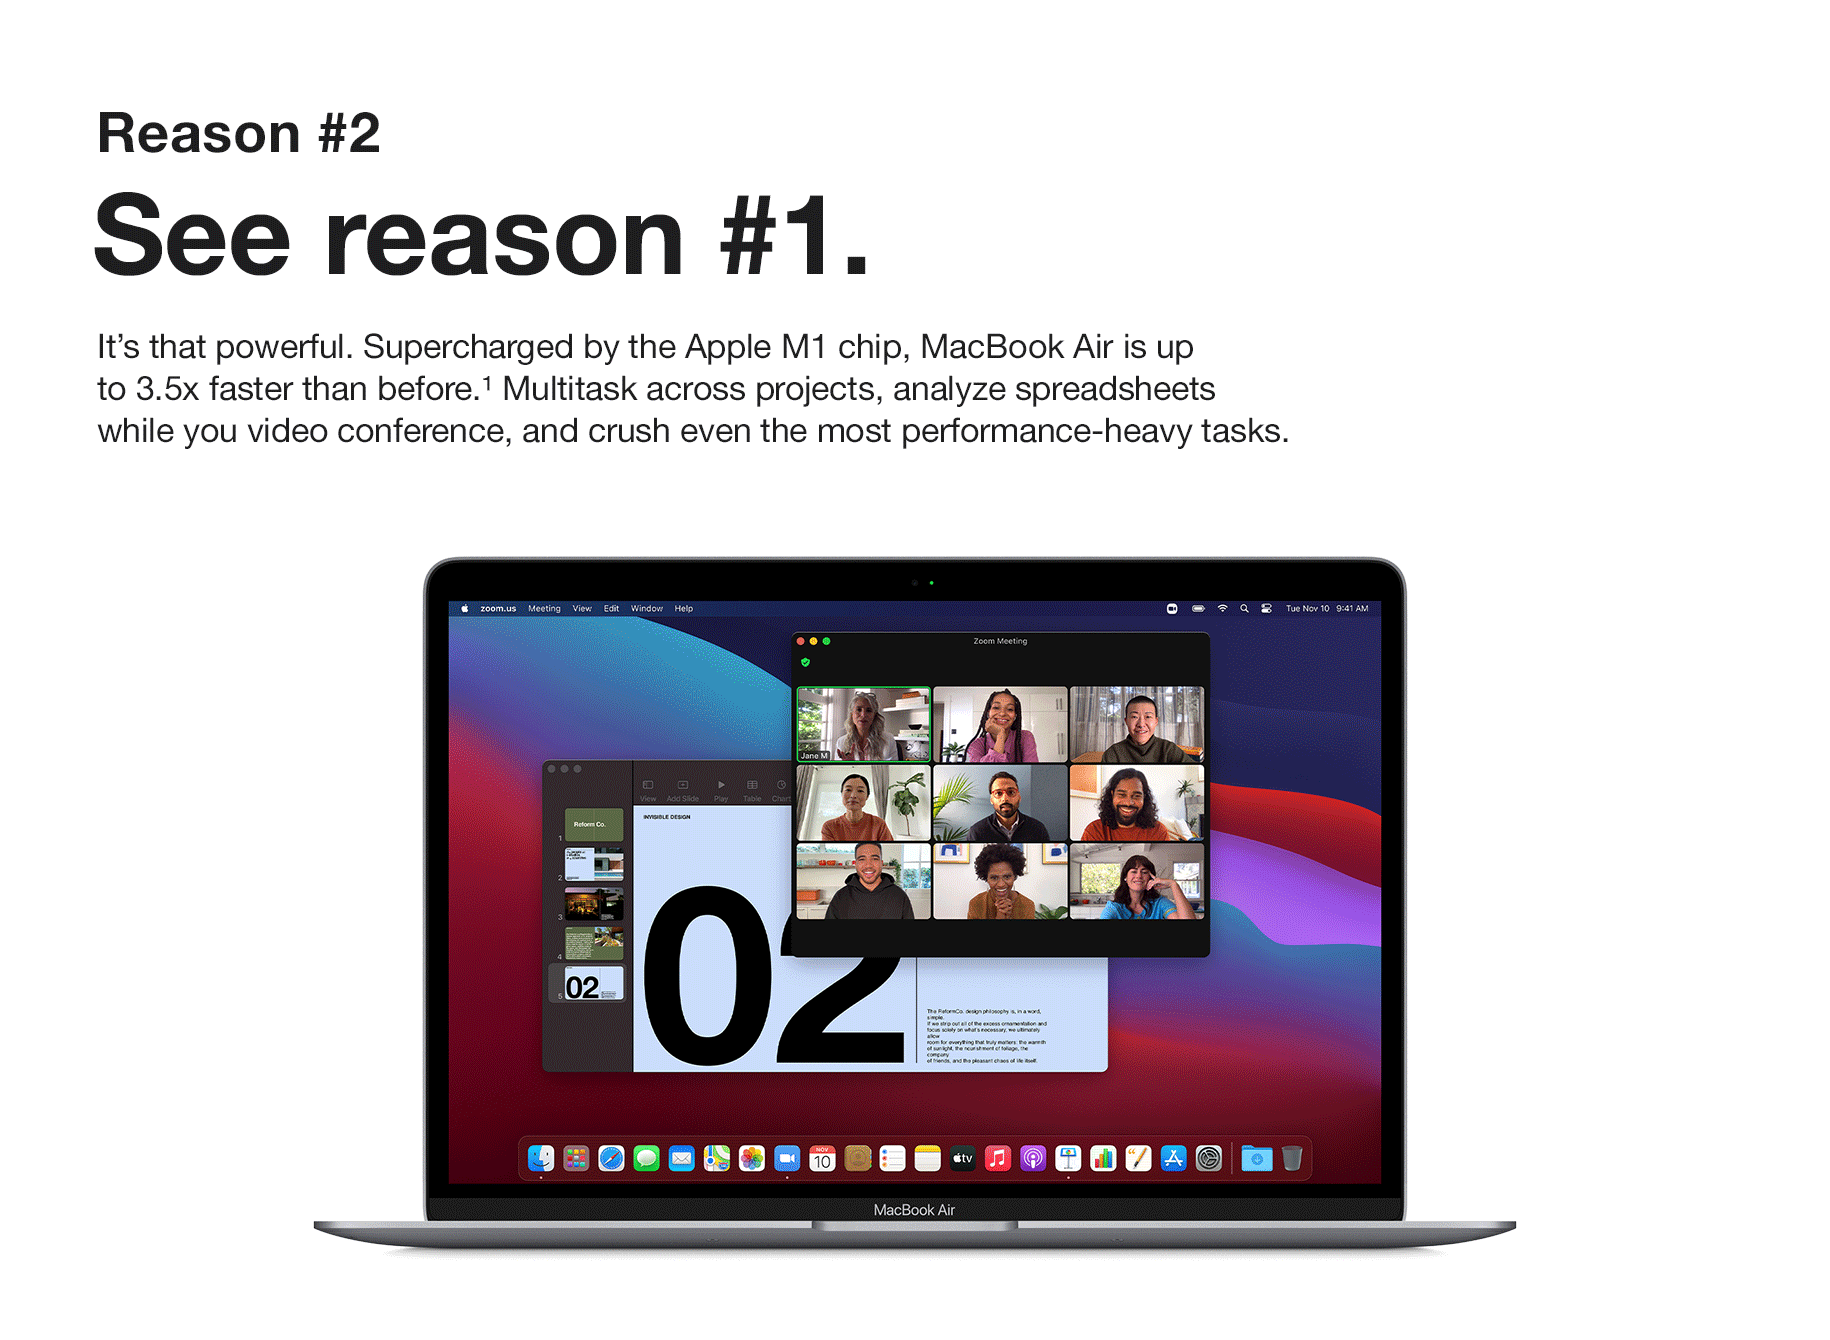 Reason #2
See reason #1.
It’s that powerful. Supercharged by the Apple M1 chip, MacBook Air is up
to 3.5x faster than before.¹ Multitask across projects, analyze spreadsheets
while you video conference, and crush even the most performance-heavy tasks.
zoom.us Meeting View Edit Window Help
Tue Nov 10 9:41 AM
Zoom Meeting
Jane M
View Add Slide Play Table Chart
INVISIBLE DESIGN
Reform Co.
1
2
3
4
5
02
02
The ReformCo. design philosophy is, in a word,
simple.
If we strip out all of the excess ornamentation and
focus solely on what's necessary, we ultimately
allow
room for everything that truly matters: the warmth
of sunlight, the nourishment of foliage, the
company
of friends, and the pleasant chaos of life itself.
NOV
10
tv
MacBook Air